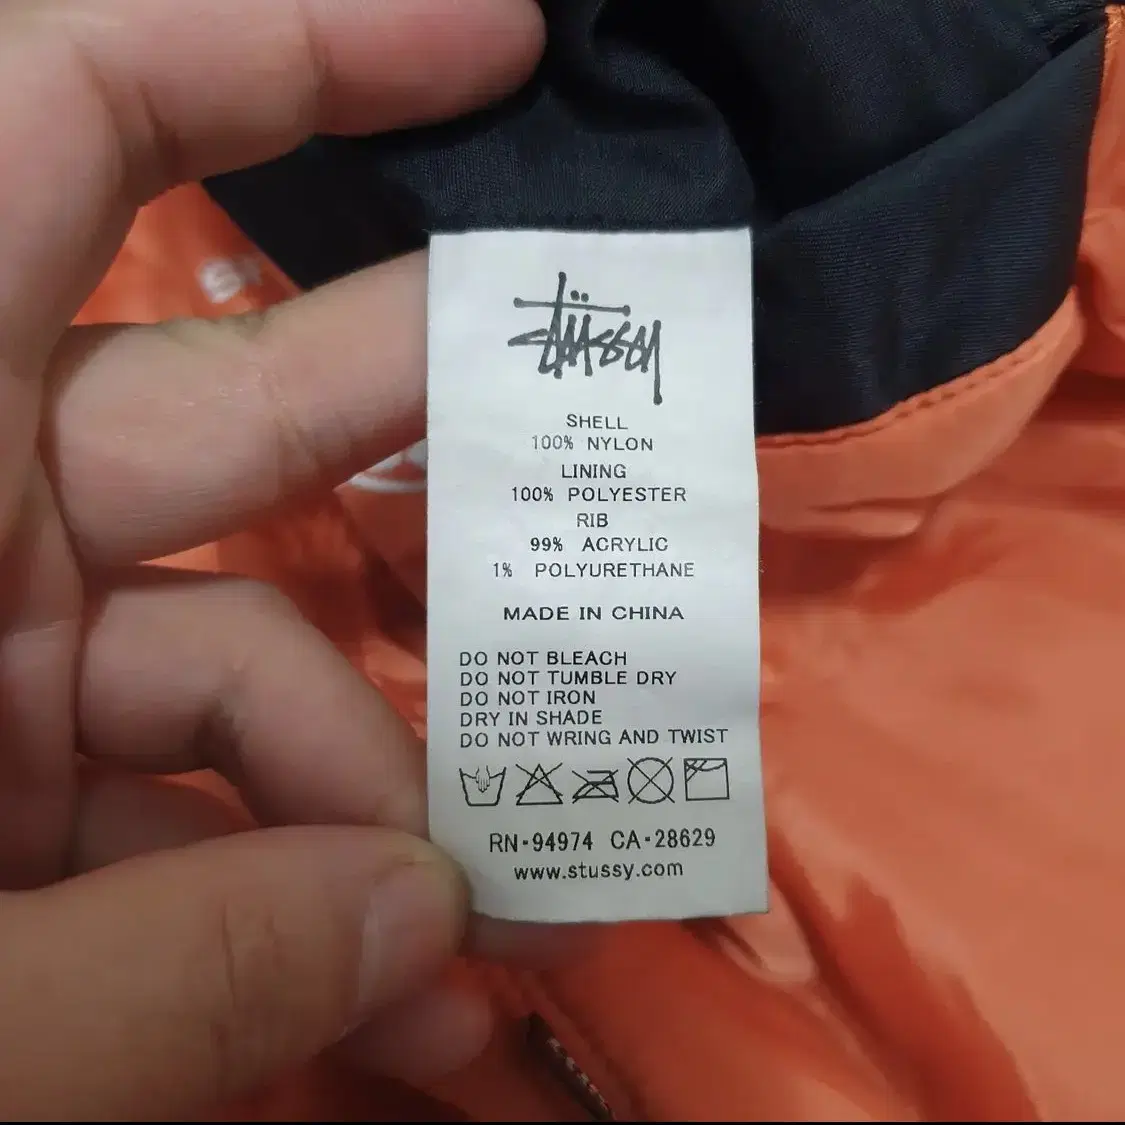 Stüssy
SHELL
100% NYLON
LINING
100% POLYESTER
RIB
99% ACRYLIC
1% POLYURETHANE
MADE IN CHINA
DO NOT BLEACH
DO NOT TUMBLE DRY
DO NOT IRON
DRY IN SHADE
DO NOT WRING AND TWIST
RN-94974 CA-28629
www.stussy.com